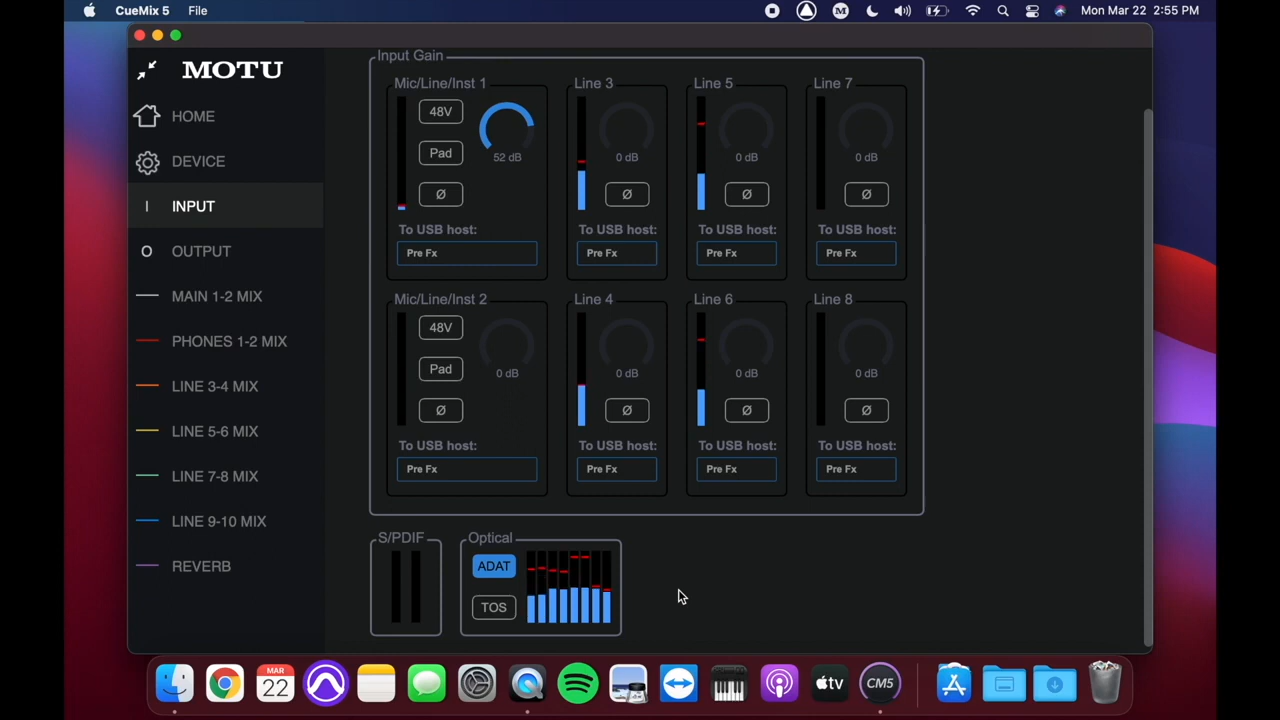 CueMix 5 File Mon Mar 22 2:55 PM
MOTU
HOME
DEVICE
I INPUT
O OUTPUT
MAIN 1-2 MIX
PHONES 1-2 MIX
LINE 3-4 MIX
LINE 5-6 MIX
LINE 7-8 MIX
LINE 9-10 MIX
REVERB
Input Gain
Mic/Line/Inst 1 Line 3 Line 5 Line 7
48V
Pad
52 dB 0 dB 0 dB 0 dB
Ø Ø Ø Ø
To USB host: To USB host: To USB host: To USB host:
Pre Fx Pre Fx Pre Fx Pre Fx
Mic/Line/Inst 2 Line 4 Line 6 Line 8
48V
Pad
0 dB 0 dB 0 dB 0 dB
Ø Ø Ø Ø
To USB host: To USB host: To USB host: To USB host:
Pre Fx Pre Fx Pre Fx Pre Fx
S/PDIF Optical
ADAT
TOS
MAR
22
tv
CM5